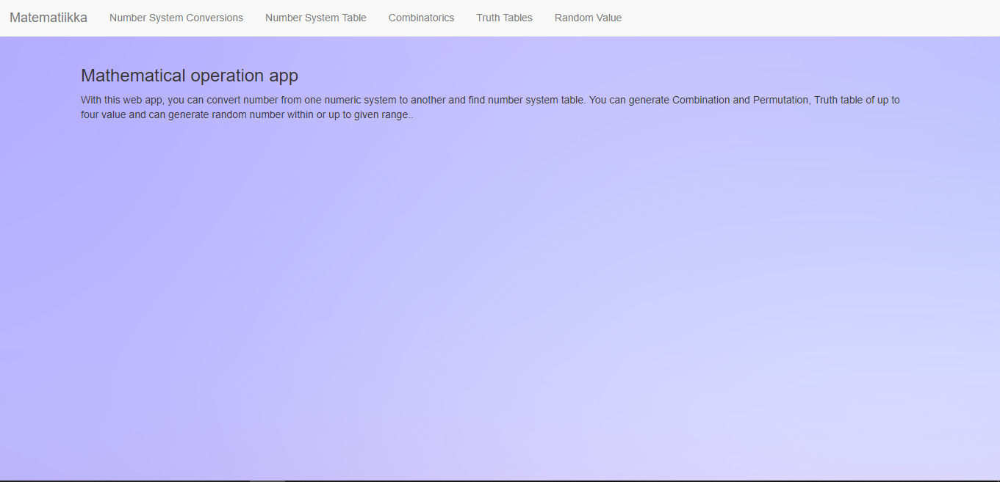 Matematiikka Number System Conversions Number System Table Combinatorics Truth Tables Random Value
Mathematical operation app
With this web app, you can convert number from one numeric system to another and find number system table. You can generate Combination and Permutation, Truth table of up to
four value and can generate random number within or up to given range..